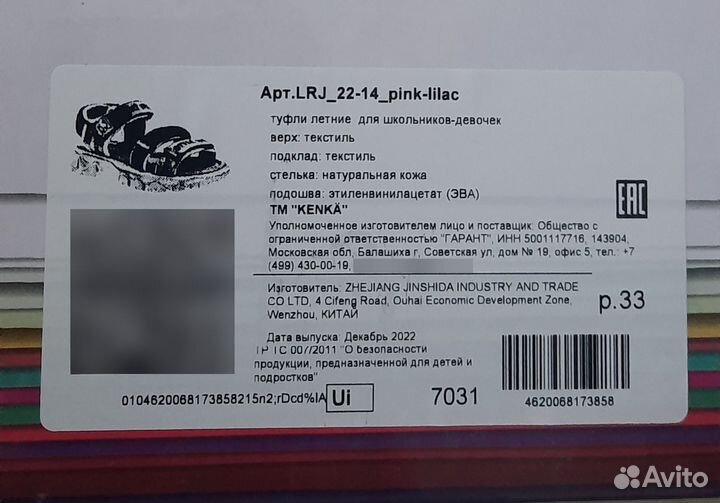 Арт.LRJ_22-14_pink-lilac
туфли летние для школьников-девочек
верх: текстиль
подклад: текстиль
стелька: натуральная кожа
подошва: этиленвинилацетат (ЭВА)
ТМ "KENKÄ"
Уполномоченное изготовителем лицо и поставщик: Общество с
ограниченной ответственностью "ГАРАНТ", ИНН 5001117716, 143904,
Московская обл, Балашиха г, Советская ул, дом № 19, офис 5, тел.: +7
(499) 430-00-19,
EAC
Изготовитель: ZHEJIANG JINSHIDA INDUSTRY AND TRADE
CO LTD, 4 Cifeng Road, Ouhai Economic Development Zone,
Wenzhou, КИТАЙ
р.33
Дата выпуска: Декабрь 2022
ТР ТС 007/2011 "О безопасности
продукции, предназначенной для детей и
подростков"
0104620068173858215n2;rDcd%IA
Ui
7031
4620068173858
Avito